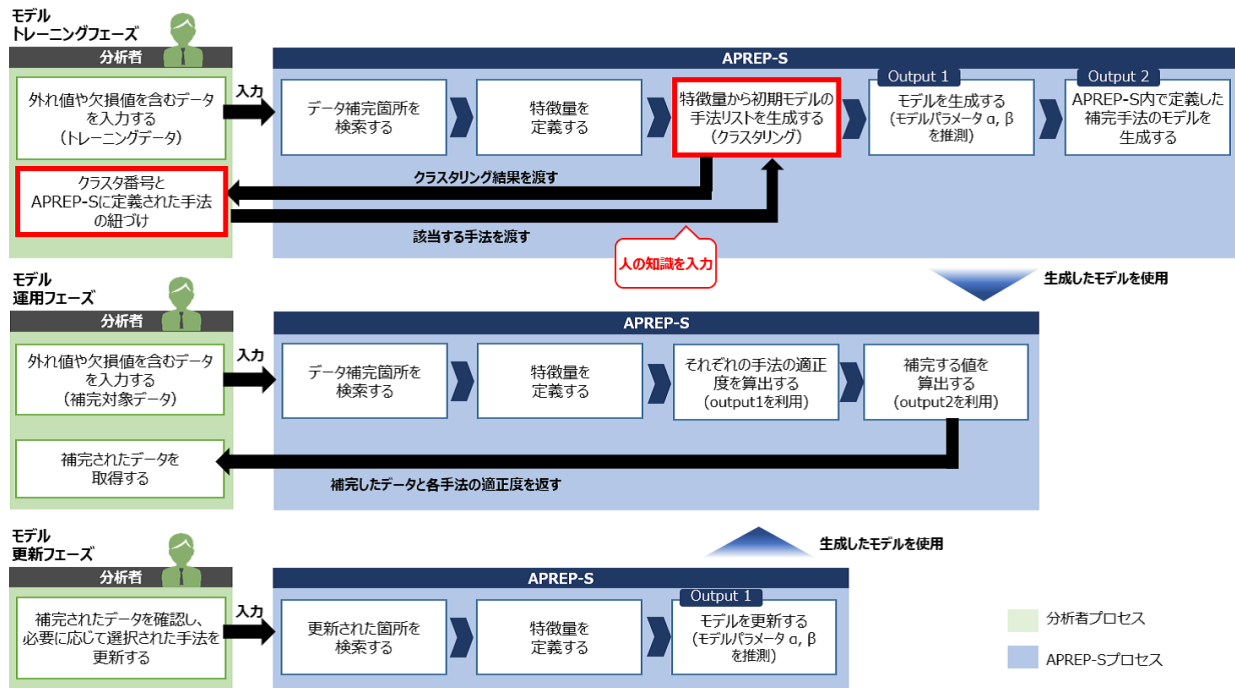 モデル
トレーニングフェーズ
分析者
APREP-S
外れ値や欠損値を含むデータ
を入力する
(トレーニングデータ)
入力
データ補完箇所を
検索する
特徴量を
定義する
特徴量から初期モデルの
手法リストを生成する
(クラスタリング)
Output 1
モデルを生成する
(モデルパラメータ α, β
を推測)
Output 2
APREP-S内で定義した
補完手法のモデルを
生成する
クラスタリング結果を渡す
クラスタ番号と
APREP-Sに定義された手法
の紐づけ
該当する手法を渡す
人の知識を入力
モデル
運用フェーズ
生成したモデルを使用
分析者
APREP-S
外れ値や欠損値を含むデータ
を入力する
(補完対象データ)
入力
データ補完箇所を
検索する
特徴量を
定義する
それぞれの手法の適正
度を算出する
(output1を利用)
補完する値を
算出する
(output2を利用)
補完されたデータを
取得する
補完したデータと各手法の適正度を返す
モデル
更新フェーズ
生成したモデルを使用
分析者
APREP-S
補完されたデータを確認し、
必要に応じて選択された手法を
更新する
入力
更新された箇所を
検索する
特徴量を
定義する
Output 1
モデルを更新する
(モデルパラメータ α, β
を推測)
分析者プロセス
APREP-Sプロセス